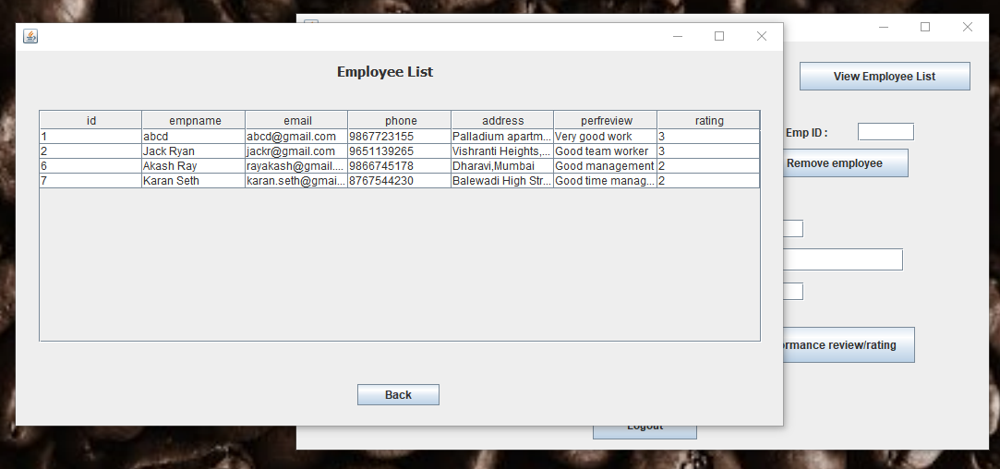 Employee List
id empname email phone address perfreview rating
1 abcd abcd@gmail.com 9867723155 Palladium apartm... Very good work 3
2 Jack Ryan jackr@gmail.com 9651139265 Vishranti Heights,... Good team worker 3
6 Akash Ray rayakash@gmail.... 9866745178 Dharavi,Mumbai Good management 2
7 Karan Seth karan.seth@gmai... 8767544230 Balewadi High Str... Good time manag... 2
Back
View Employee List
Emp ID :
Remove employee
ormance review/rating
Logout